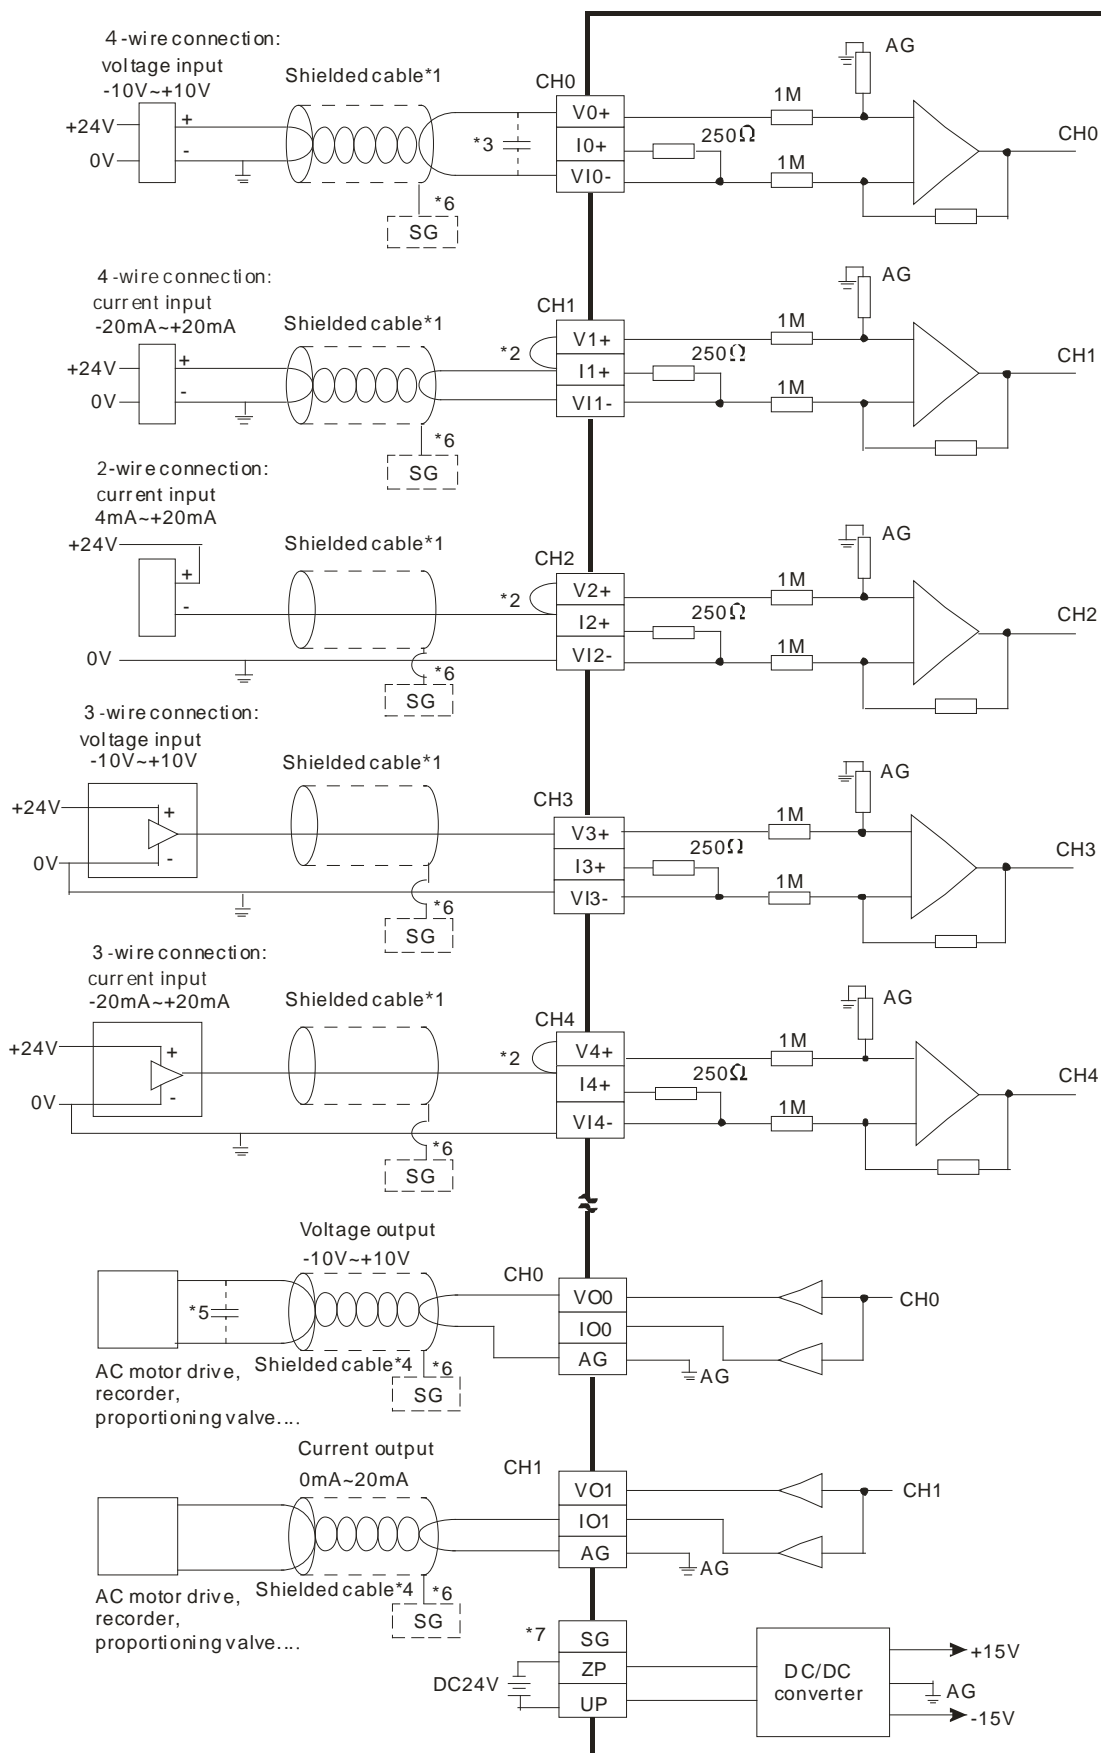 4-wire connection:
voltage input
-10V~+10V
Shielded cable*1
CH0
AG
+24V
+
0V
-
*3
V0+
I0+
VI0-
250Ω
1M
1M
CH0
*6
SG
4-wire connection:
current input
-20mA~+20mA
Shielded cable*1
CH1
AG
+24V
+
0V
-
*2
V1+
I1+
VI1-
250Ω
1M
1M
CH1
*6
SG
2-wire connection:
current input
4mA~+20mA
Shielded cable*1
CH2
AG
+24V
+
-
0V
*2
V2+
I2+
VI2-
250Ω
1M
1M
CH2
*6
SG
3-wire connection:
voltage input
-10V~+10V
Shielded cable*1
CH3
AG
+24V
+
0V
-
V3+
I3+
VI3-
250Ω
1M
1M
CH3
*6
SG
3-wire connection:
current input
-20mA~+20mA
Shielded cable*1
CH4
AG
+24V
+
0V
-
*2
V4+
I4+
VI4-
250Ω
1M
1M
CH4
*6
SG
Voltage output
-10V~+10V
CH0
*5
VO0
IO0
AG
AG
CH0
Shielded cable*4
*6
SG
AC motor drive,
recorder,
proportioning valve....
Current output
0mA~20mA
CH1
VO1
IO1
AG
AG
CH1
Shielded cable*4
*6
SG
AC motor drive,
recorder,
proportioning valve....
*7
SG
ZP
UP
DC24V
DC/DC
converter
+15V
AG
-15V